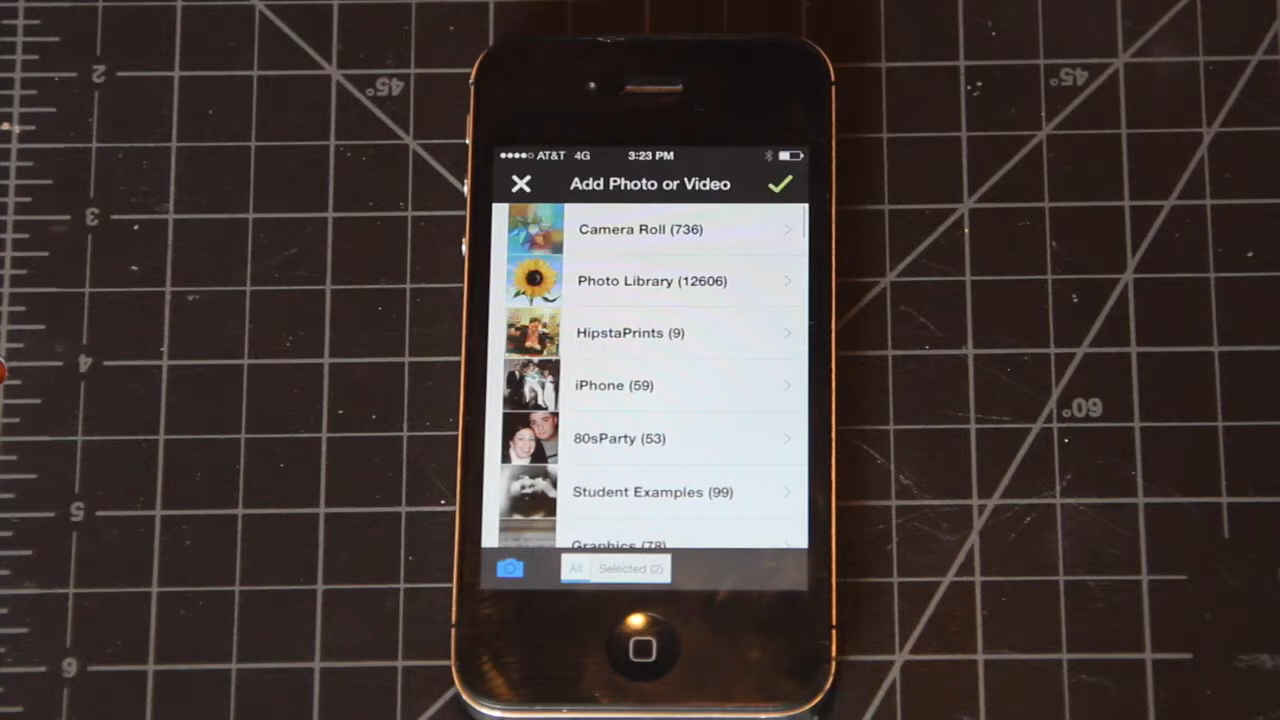 2
45°
45°
AT&T 4G 3:23 PM
Add Photo or Video
3
Camera Roll (736)
Photo Library (12606)
HipstaPrints (9)
4
iPhone (59)
60°
80sParty (53)
Student Examples (99)
5
Graphics (78)
All Selected (2)
6